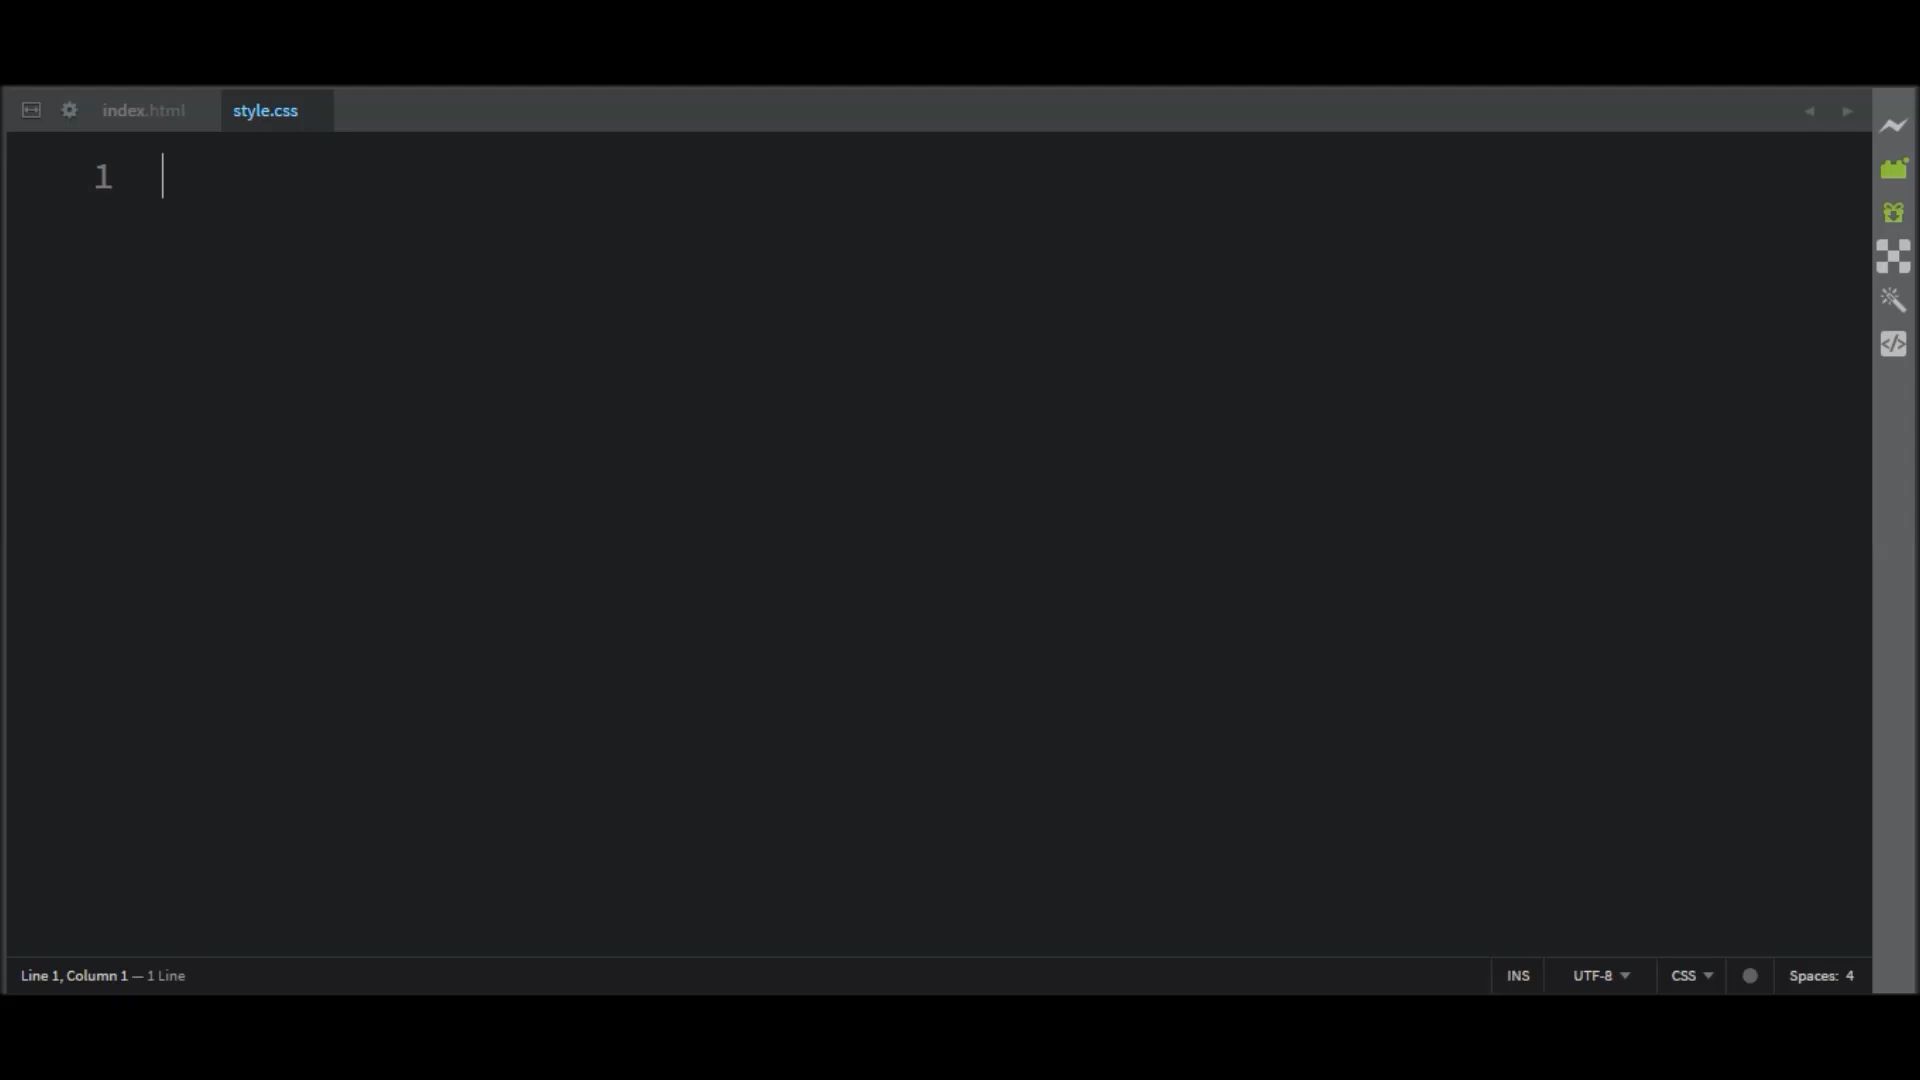 index.html style.css
1
Line 1, Column 1 — 1 Line INS UTF-8 CSS Spaces: 4